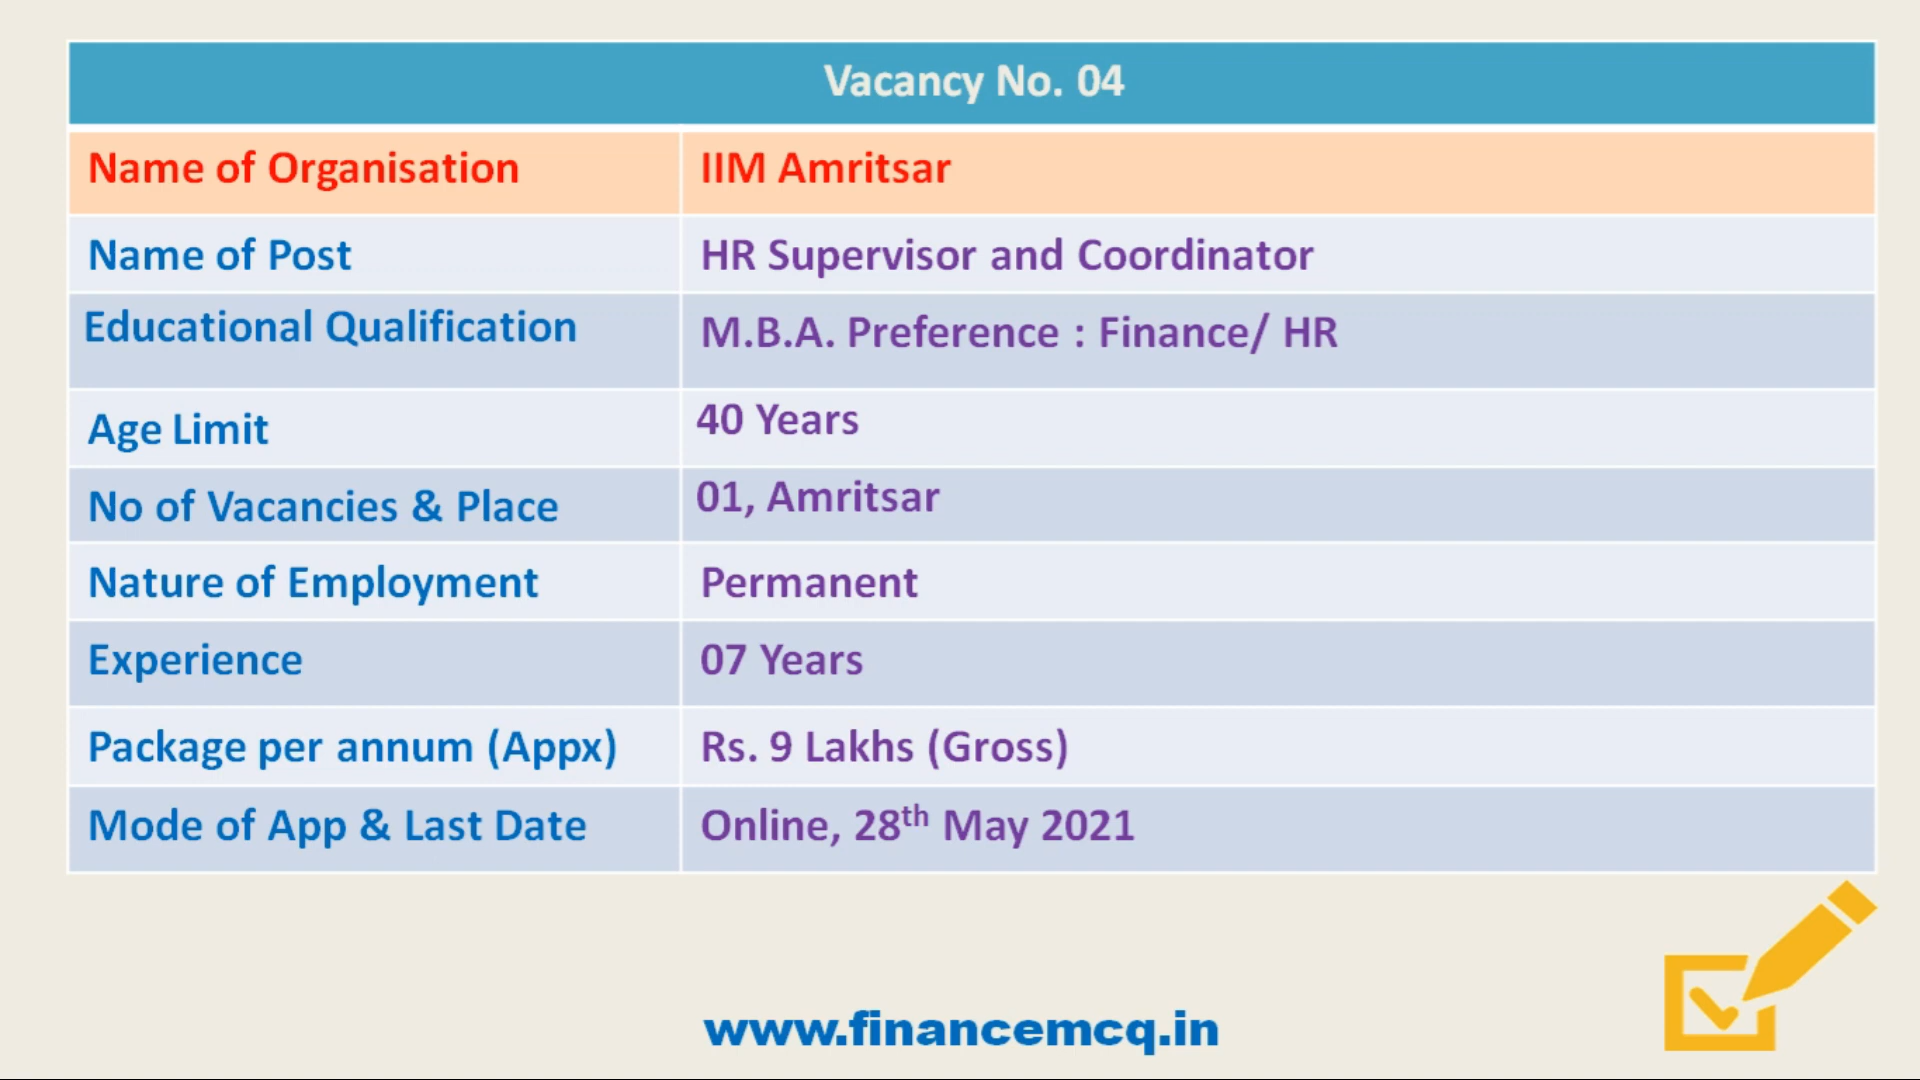 Vacancy No. 04
Name of Organisation IIM Amritsar
Name of Post HR Supervisor and Coordinator
Educational Qualification M.B.A. Preference : Finance/ HR
Age Limit 40 Years
No of Vacancies & Place 01, Amritsar
Nature of Employment Permanent
Experience 07 Years
Package per annum (Appx) Rs. 9 Lakhs (Gross)
Mode of App & Last Date Online, 28th May 2021
www.financemcq.in